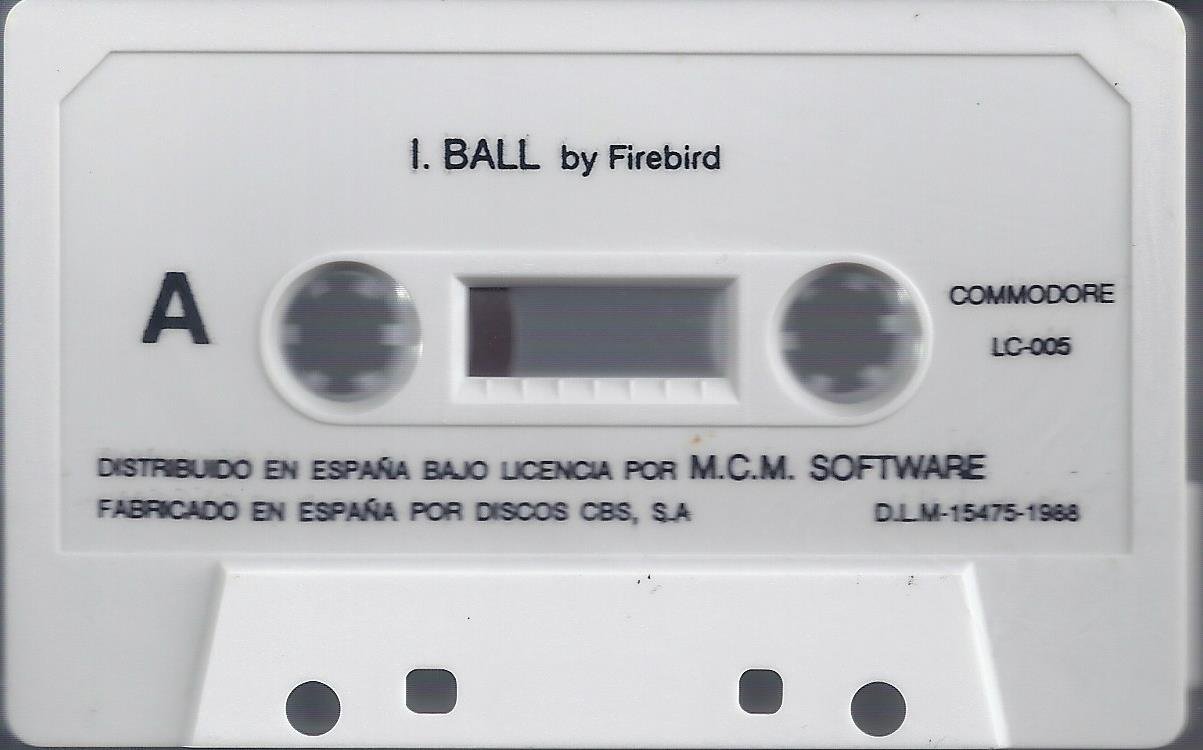 I. BALL by Firebird
A
COMMODORE
LC-005
DISTRIBUIDO EN ESPAÑA BAJO LICENCIA POR M.C.M. SOFTWARE
FABRICADO EN ESPAÑA POR DISCOS CBS, S.A
D.L.M-15475-1988